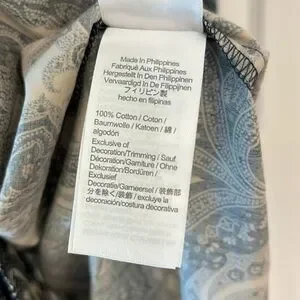 Made In Philippines
Fabriqué Aux Philippines
Hergestellt In Den Philippinen
Vervaardigd In De Filippijnen
フィリピン製
hecho en filipinas
100% Cotton / Coton /
Baumwolle / Katoen / 綿 /
algodón
Exclusive of
Decoration/Trimming / Sauf
Décoration/Garniture / Ohne
Dekoration/Bordüren /
Exclusief
Decoratie/Garneersel / 装飾部
分を除く/装飾 / excluye la
decoración/costura decorativa